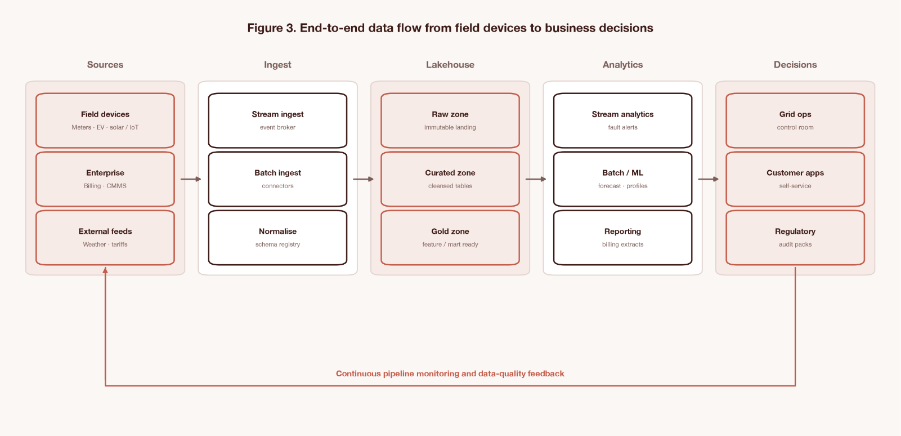 Figure 3. End-to-end data flow from field devices to business decisions
Sources
Field devices
Meters · EV · solar / IoT
Enterprise
Billing · CMMS
External feeds
Weather · tariffs
Ingest
Stream ingest
event broker
Batch ingest
connectors
Normalise
schema registry
Lakehouse
Raw zone
immutable landing
Curated zone
cleansed tables
Gold zone
feature / mart ready
Analytics
Stream analytics
fault alerts
Batch / ML
forecast · profiles
Reporting
billing extracts
Decisions
Grid ops
control room
Customer apps
self-service
Regulatory
audit packs
Continuous pipeline monitoring and data-quality feedback